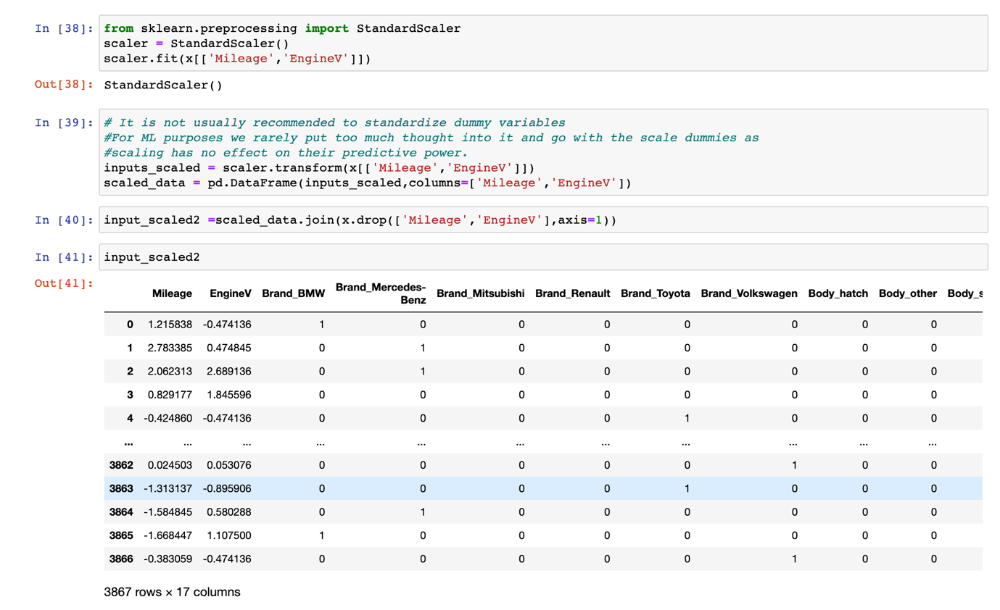 In [38]: from sklearn.preprocessing import StandardScaler
scaler = StandardScaler()
scaler.fit(x[['Mileage','EngineV']])
Out[38]: StandardScaler()
In [39]: # It is not usually recommended to standardize dummy variables
#For ML purposes we rarely put too much thought into it and go with the scale dummies as
#scaling has no effect on their predictive power.
inputs_scaled = scaler.transform(x[['Mileage','EngineV']])
scaled_data = pd.DataFrame(inputs_scaled,columns=['Mileage','EngineV'])
In [40]: input_scaled2 =scaled_data.join(x.drop(['Mileage','EngineV'],axis=1))
In [41]: input_scaled2
Out[41]:
Mileage EngineV Brand_BMW Brand_Mercedes-Benz Brand_Mitsubishi Brand_Renault Brand_Toyota Brand_Volkswagen Body_hatch Body_other Body_s
0 1.215838 -0.474136 1 0 0 0 0 0 0 0
1 2.783385 0.474845 0 1 0 0 0 0 0 0
2 2.062313 2.689136 0 1 0 0 0 0 0 0
3 0.829177 1.845596 0 0 0 0 0 0 0 0
4 -0.424860 -0.474136 0 0 0 0 1 0 0 0
... ... ... ... ... ... ... ... ... ... ...
3862 0.024503 0.053076 0 0 0 0 0 1 0 0
3863 -1.313137 -0.895906 0 0 0 0 1 0 0 0
3864 -1.584845 0.580288 0 1 0 0 0 0 0 0
3865 -1.668447 1.107500 1 0 0 0 0 0 0 0
3866 -0.383059 -0.474136 0 0 0 0 0 1 0 0
3867 rows × 17 columns